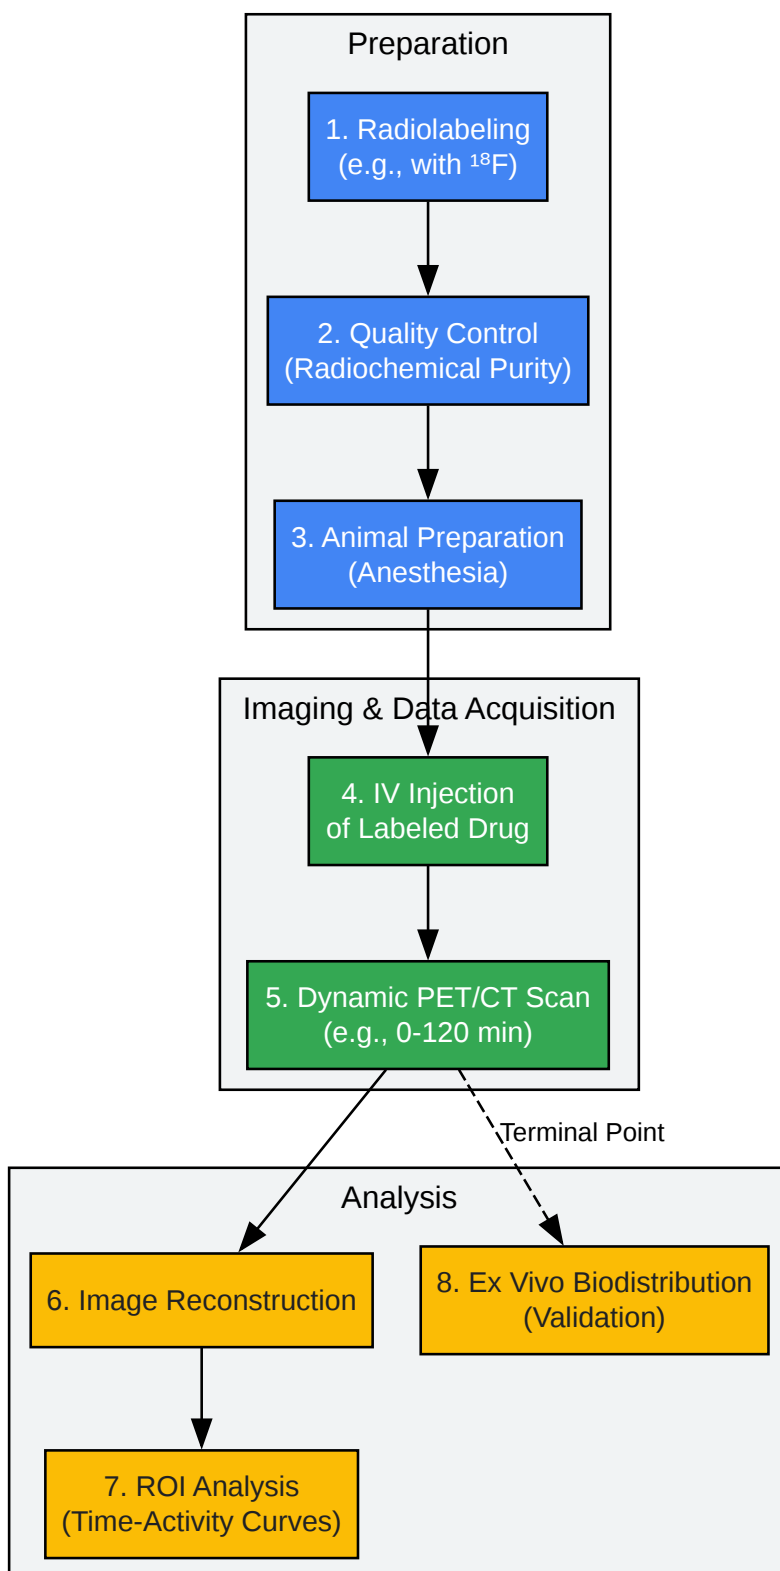 Preparation
1. Radiolabeling
(e.g., with ¹⁸F)
2. Quality Control
(Radiochemical Purity)
3. Animal Preparation
(Anesthesia)
Imaging & Data Acquisition
4. IV Injection
of Labeled Drug
5. Dynamic PET/CT Scan
(e.g., 0-120 min)
Terminal Point
Analysis
6. Image Reconstruction
8. Ex Vivo Biodistribution
(Validation)
7. ROI Analysis
(Time-Activity Curves)